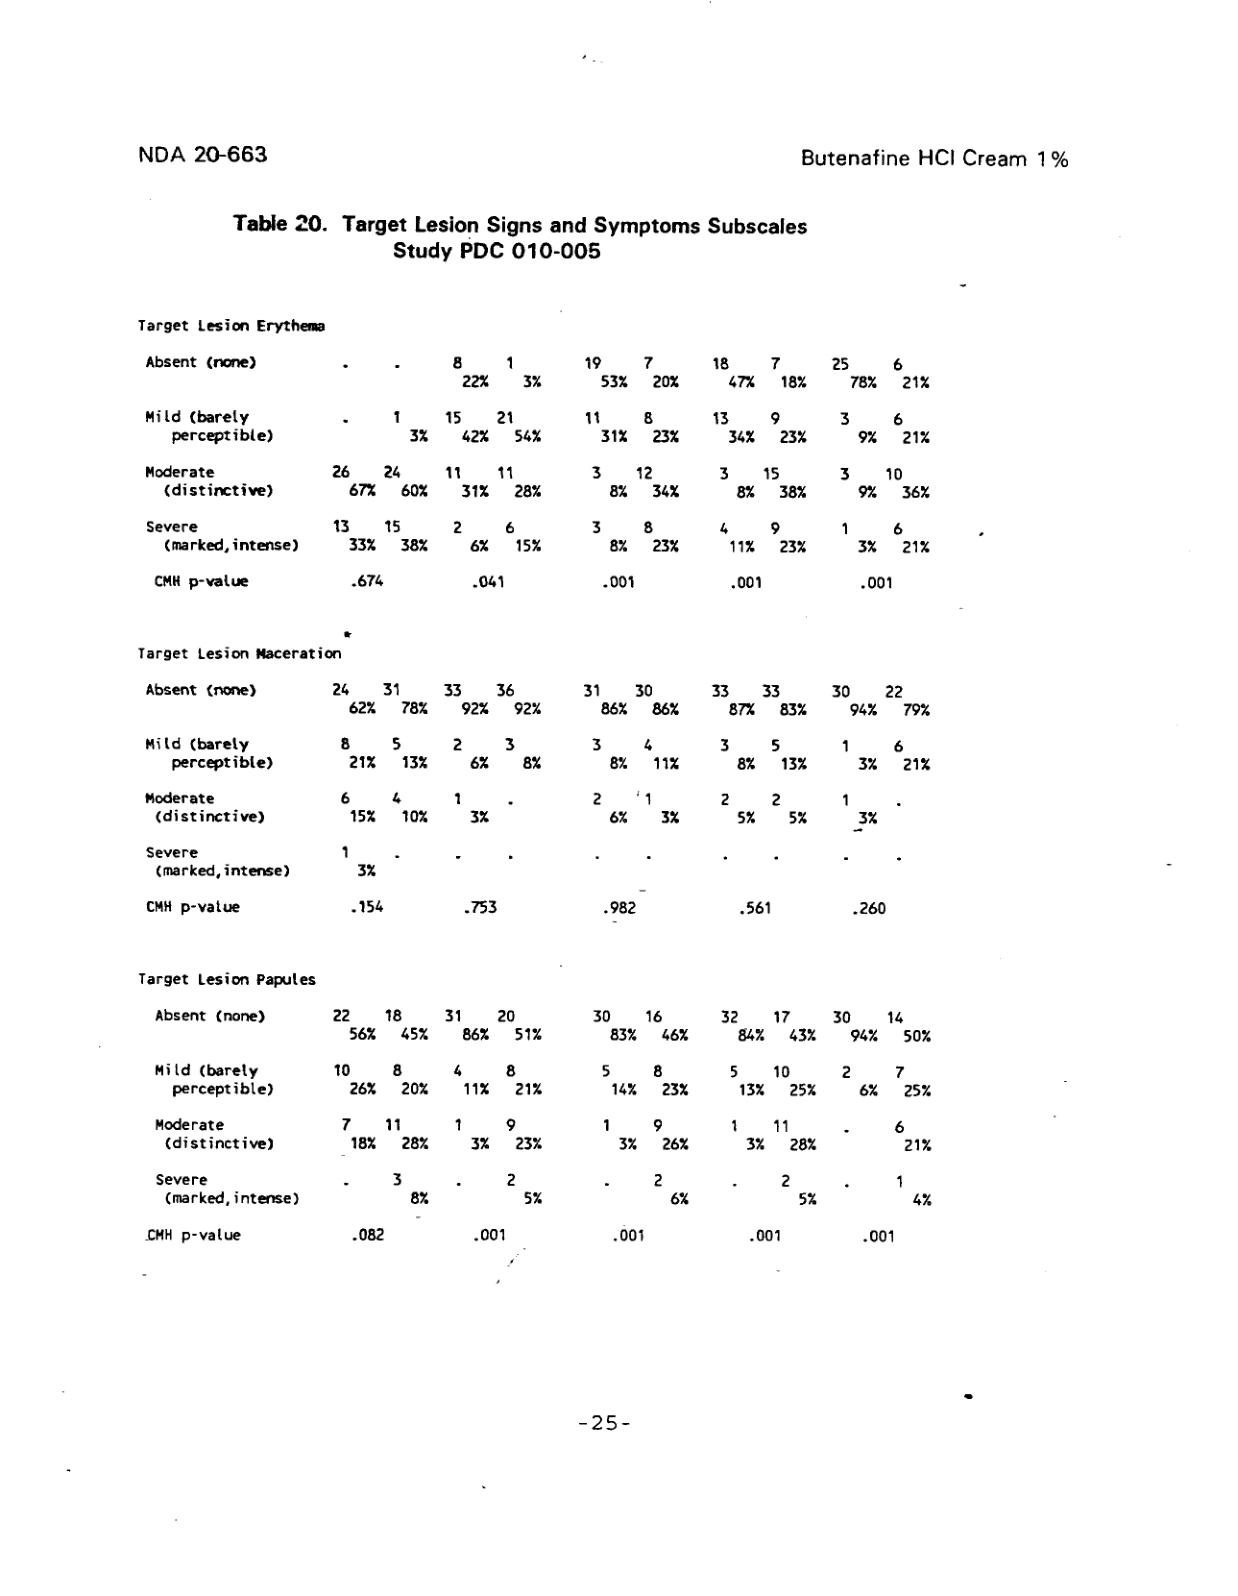 NDA 20-663 Butenafine HCl Cream 1%
Table 20. Target Lesion Signs and Symptoms Subscales
Study PDC 010-005
Target Lesion Erythema
Absent (none) . . 8 1 19 7 18 7 25 6
22% 3% 53% 20% 47% 18% 78% 21%
Mild (barely . 1 15 21 11 8 13 9 3 6
perceptible) 3% 42% 54% 31% 23% 34% 23% 9% 21%
Moderate 26 24 11 11 3 12 3 15 3 10
(distinctive) 67% 60% 31% 28% 8% 34% 8% 38% 9% 36%
Severe 13 15 2 6 3 8 4 9 1 6
(marked,intense) 33% 38% 6% 15% 8% 23% 11% 23% 3% 21%
CMH p-value .674 .041 .001 .001 .001
Target Lesion Maceration
Absent (none) 24 31 33 36 31 30 33 33 30 22
62% 78% 92% 92% 86% 86% 87% 83% 94% 79%
Mild (barely 8 5 2 3 3 4 3 5 1 6
perceptible) 21% 13% 6% 8% 8% 11% 8% 13% 3% 21%
Moderate 6 4 1 . 2 1 2 2 1 .
(distinctive) 15% 10% 3% 6% 3% 5% 5% 3%
Severe 1 . . . . . . . . .
(marked,intense) 3%
CMH p-value .154 .753 .982 .561 .260
Target Lesion Papules
Absent (none) 22 18 31 20 30 16 32 17 30 14
56% 45% 86% 51% 83% 46% 84% 43% 94% 50%
Mild (barely 10 8 4 8 5 8 5 10 2 7
perceptible) 26% 20% 11% 21% 14% 23% 13% 25% 6% 25%
Moderate 7 11 1 9 1 9 1 11 . 6
(distinctive) 18% 28% 3% 23% 3% 26% 3% 28% 21%
Severe . 3 . 2 . 2 . 2 . 1
(marked,intense) 8% 5% 6% 5% 4%
CMH p-value .082 .001 .001 .001 .001
-25-